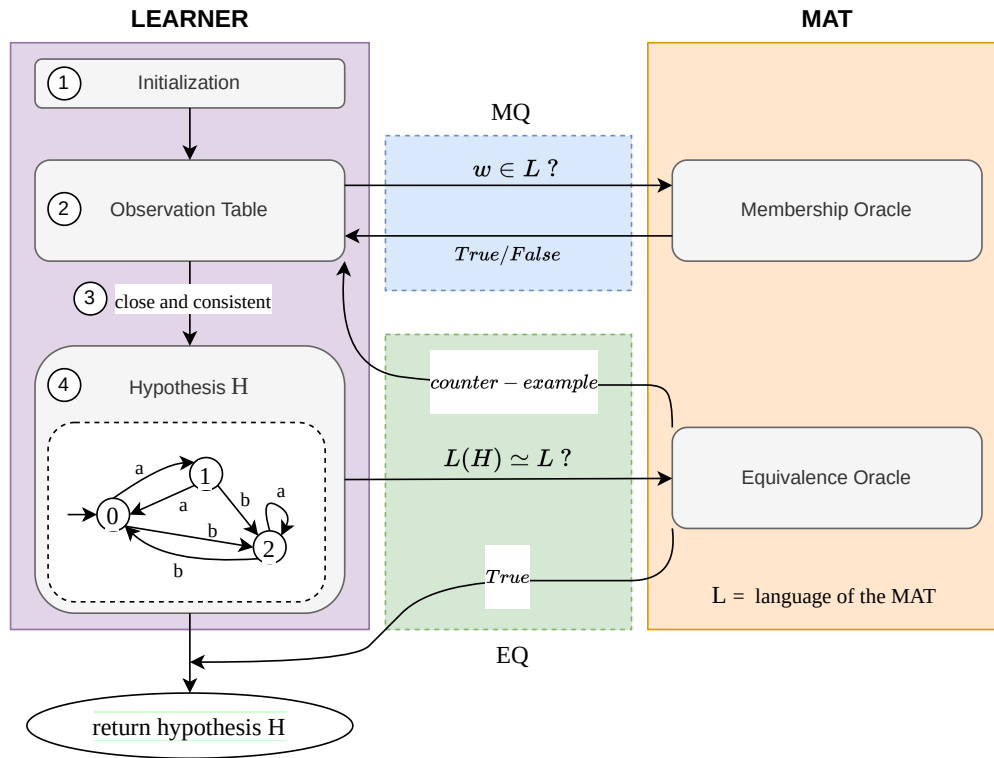 LEARNER
MAT
1
Initialization
MQ
w ∈ L ?
2
Observation Table
Membership Oracle
True/False
3
close and consistent
4
Hypothesis H
counter − example
L(H) ≃ L ?
Equivalence Oracle
a
1
a
a
b
0
b
2
b
True
L = language of the MAT
EQ
return hypothesis H